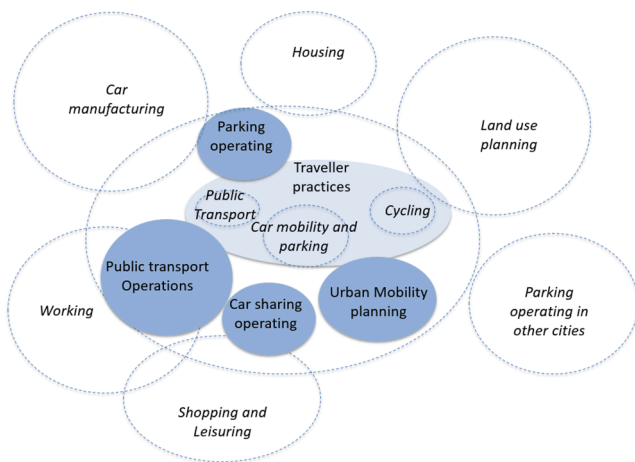 Housing
Car
manufacturing
Land use
planning
Parking
operating
Traveller
practices
Public
Transport
Cycling
Car mobility and
parking
Public transport
Operations
Car sharing
operating
Urban Mobility
planning
Working
Parking
operating in
other cities
Shopping and
Leisuring